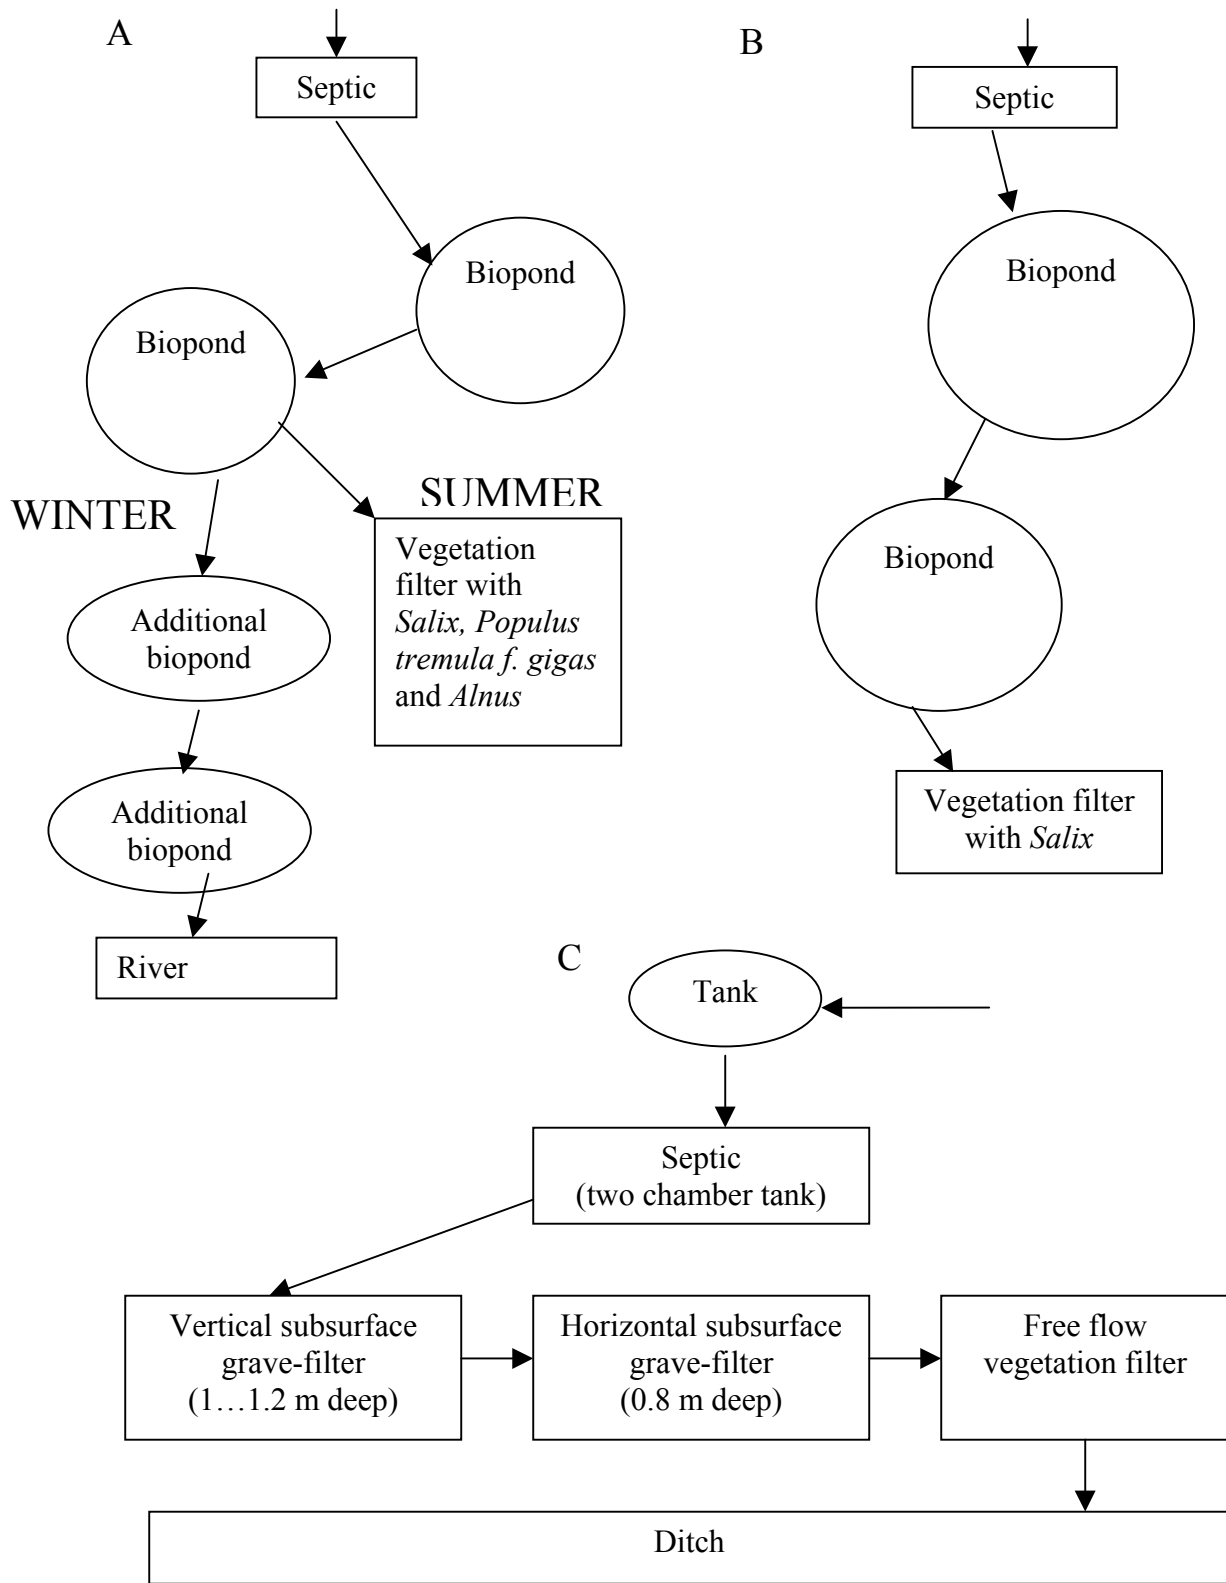 A
Septic
Biopond
Biopond
WINTER
SUMMER
Vegetation
filter with
Salix, Populus
tremula f. gigas
and Alnus
Additional
biopond
Additional
biopond
River
B
Septic
Biopond
Biopond
Vegetation filter
with Salix
C
Tank
Septic
(two chamber tank)
Vertical subsurface
grave-filter
(1…1.2 m deep)
Horizontal subsurface
grave-filter
(0.8 m deep)
Free flow
vegetation filter
Ditch